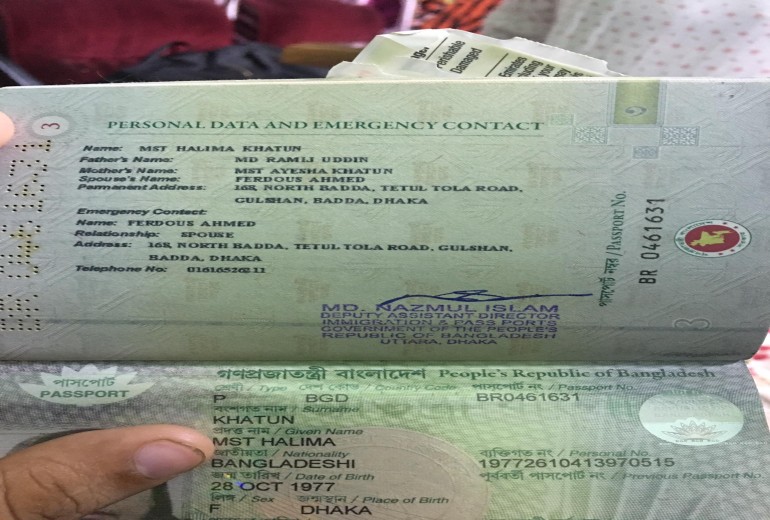 Damaged
Emirates
3
PERSONAL DATA AND EMERGENCY CONTACT
Name: MST HALIMA KHATUN
Father's Name: MD RAMIJ UDDIN
Mother's Name: MST AYESHA KHATUN
Spouse's Name: FERDOUS AHMED
Permanent Address: 168, NORTH BADDA, TETUL TOLA ROAD,
GULSHAN, BADDA, DHAKA
Emergency Contact:
Name: FERDOUS AHMED
Relationship: SPOUSE
Address: 168, NORTH BADDA, TETUL TOLA ROAD, GULSHAN,
BADDA, DHAKA
Telephone No: 01616526211
পাসপোর্ট নম্বর / PASSPORT No.
BR 0461631
MD. NAZMUL ISLAM
DEPUTY ASSISTANT DIRECTOR
IMMIGRATION & PASS PORTS
GOVERNMENT OF THE PEOPLE'S
REPUBLIC OF BANGLADESH
UTTARA, DHAKA
গণপ্রজাতন্ত্রী বাংলাদেশ People's Republic of Bangladesh
পাসপোর্ট
PASSPORT
শ্রেণী / Type দেশ কোড / Country Code পাসপোর্ট নং / Passport No.
P BGD BR0461631
বংশগত নাম / Surname
KHATUN
প্রদত্ত নাম / Given Name
MST HALIMA
জাতীয়তা / Nationality ব্যক্তিগত নং / Personal No.
BANGLADESHI 19772610413970515
জন্ম তারিখ / Date of Birth পূর্ববর্তী পাসপোর্ট নং / Previous Passport No.
28 OCT 1977
লিঙ্গ / Sex জন্মস্থান / Place of Birth
F DHAKA